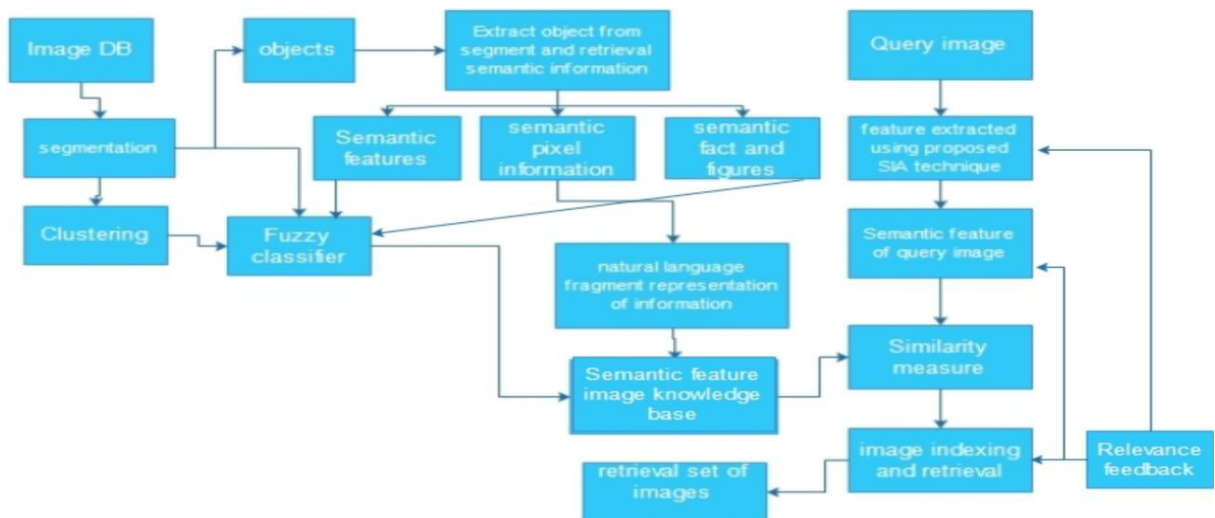 Image DB
objects
Extract object from
segment and retrieval
semantic information
Query image
segmentation
Semantic
features
semantic
pixel
information
semantic
fact and
figures
feature extracted
using proposed
SIA technique
Clustering
Fuzzy
classifier
natural language
fragment representation
of information
Semantic feature
of query image
Semantic feature
image knowledge
base
Similarity
measure
retrieval set of
images
image indexing
and retrieval
Relevance
feedback